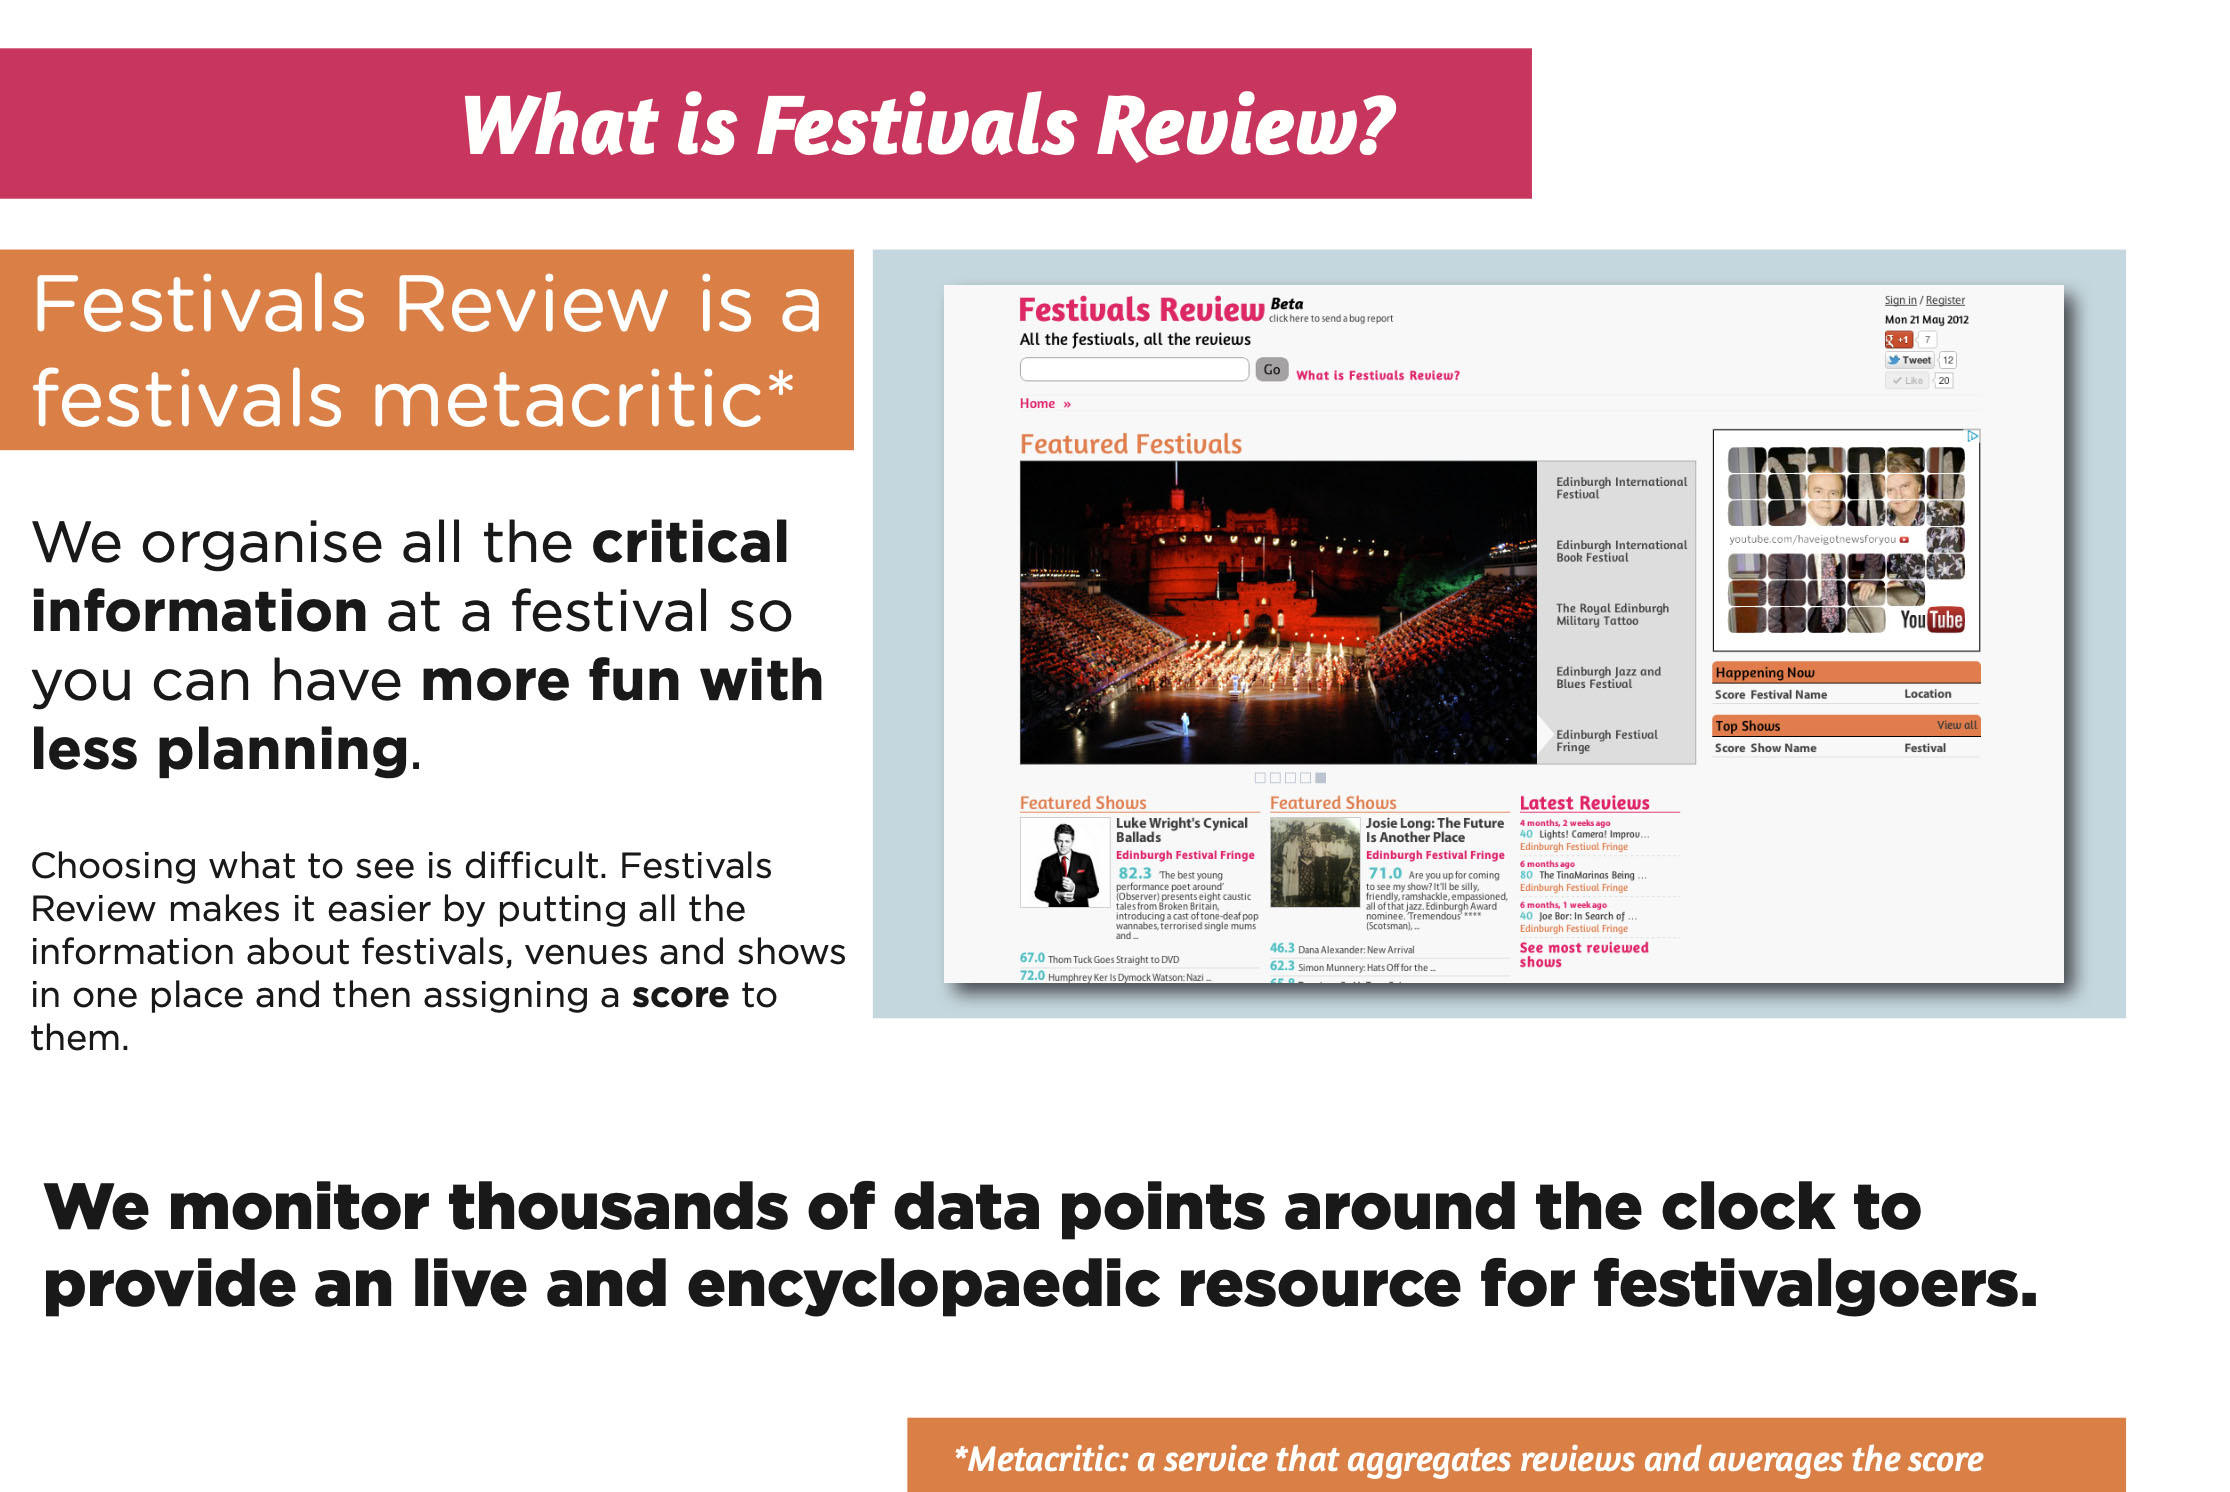 What is Festivals Review?
Festivals Review is a
festivals metacritic*
We organise all the critical
information at a festival so
you can have more fun with
less planning.
Choosing what to see is difficult. Festivals
Review makes it easier by putting all the
information about festivals, venues and shows
in one place and then assigning a score to
them.
Festivals Review Beta
click here to send a bug report
All the festivals, all the reviews
Go
What is Festivals Review?
Home »
Sign in / Register
Mon 21 May 2012
+1 7
Tweet 12
Like 20
Featured Festivals
Edinburgh International
Festival
Edinburgh International
Book Festival
The Royal Edinburgh
Military Tattoo
Edinburgh Jazz and
Blues Festival
Edinburgh Festival
Fringe
youtube.com/haveigotnewsforyou
YouTube
Happening Now
Score Festival Name Location
Top Shows View all
Score Show Name Festival
Featured Shows
Luke Wright's Cynical
Ballads
Edinburgh Festival Fringe
82.3 'The best young
performance poet around'
(Observer) presents eight caustic
tales from Broken Britain,
introducing a cast of tone-deaf pop
wannabes, terrorised single mums
and ...
67.0 Thom Tuck Goes Straight to DVD
72.0 Humphrey Ker Is Dymock Watson: Nazi ...
Featured Shows
Josie Long: The Future
Is Another Place
Edinburgh Festival Fringe
71.0 Are you up for coming
to see my show? It'll be silly,
friendly, ramshackle, empassioned,
all of that jazz. Edinburgh Award
nominee. 'Tremendous' ****
(Scotsman), ...
46.3 Dana Alexander: New Arrival
62.3 Simon Munnery: Hats Off for the ...
Latest Reviews
4 months, 2 weeks ago
40 Lights! Camera! Improv...
Edinburgh Festival Fringe
6 months ago
80 The TinaMarinas Being ...
Edinburgh Festival Fringe
6 months, 1 week ago
40 Joe Bor: In Search of ...
Edinburgh Festival Fringe
See most reviewed
shows
We monitor thousands of data points around the clock to
provide an live and encyclopaedic resource for festivalgoers.
*Metacritic: a service that aggregates reviews and averages the score